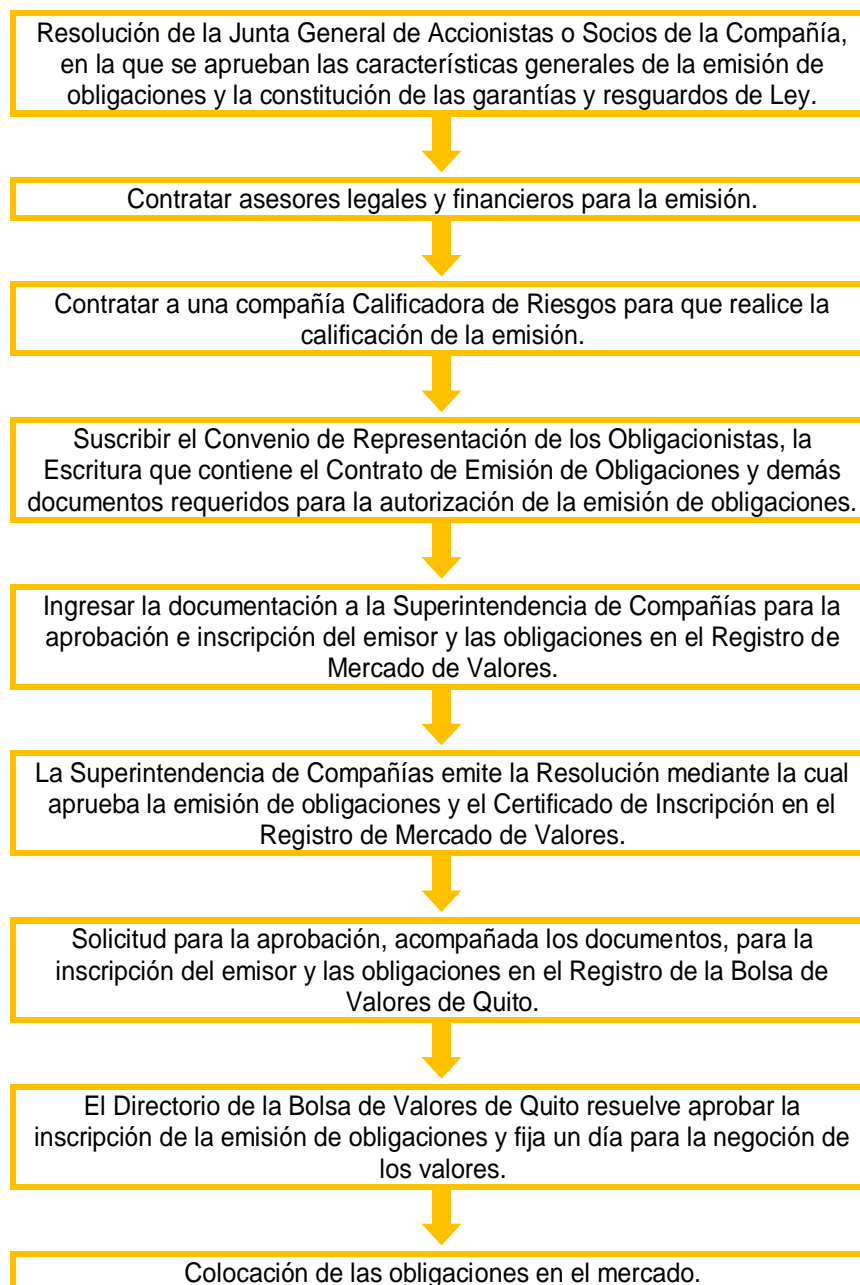 Resolución de la Junta General de Accionistas o Socios de la Compañía,
en la que se aprueban las características generales de la emisión de
obligaciones y la constitución de las garantías y resguardos de Ley.
Contratar asesores legales y financieros para la emisión.
Contratar a una compañía Calificadora de Riesgos para que realice la
calificación de la emisión.
Suscribir el Convenio de Representación de los Obligacionistas, la
Escritura que contiene el Contrato de Emisión de Obligaciones y demás
documentos requeridos para la autorización de la emisión de obligaciones.
Ingresar la documentación a la Superintendencia de Compañías para la
aprobación e inscripción del emisor y las obligaciones en el Registro de
Mercado de Valores.
La Superintendencia de Compañías emite la Resolución mediante la cual
aprueba la emisión de obligaciones y el Certificado de Inscripción en el
Registro de Mercado de Valores.
Solicitud para la aprobación, acompañada los documentos, para la
inscripción del emisor y las obligaciones en el Registro de la Bolsa de
Valores de Quito.
El Directorio de la Bolsa de Valores de Quito resuelve aprobar la
inscripción de la emisión de obligaciones y fija un día para la negoción de
los valores.
Colocación de las obligaciones en el mercado.